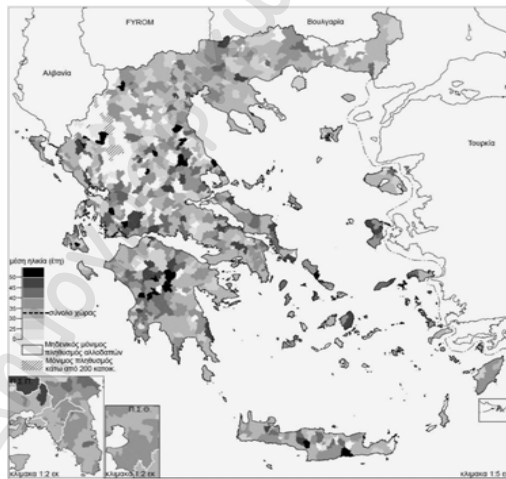 FYROM
Βουλγαρία
Αλβανία
Τουρκία
μέση ηλικία (έτη)
50
45
40
35
30
25
σύνολο χώρας
Μηδενικός μόνιμος
πληθυσμός αλλοδαπών
Μόνιμος πληθυσμός
κάτω από 200 κατοικ.
Π.Σ.Π.
Π.Σ.Θ.
κλίμακα 1:2 εκ
κλίμακα 1:2 εκ
κλίμακα 1:5 εκ